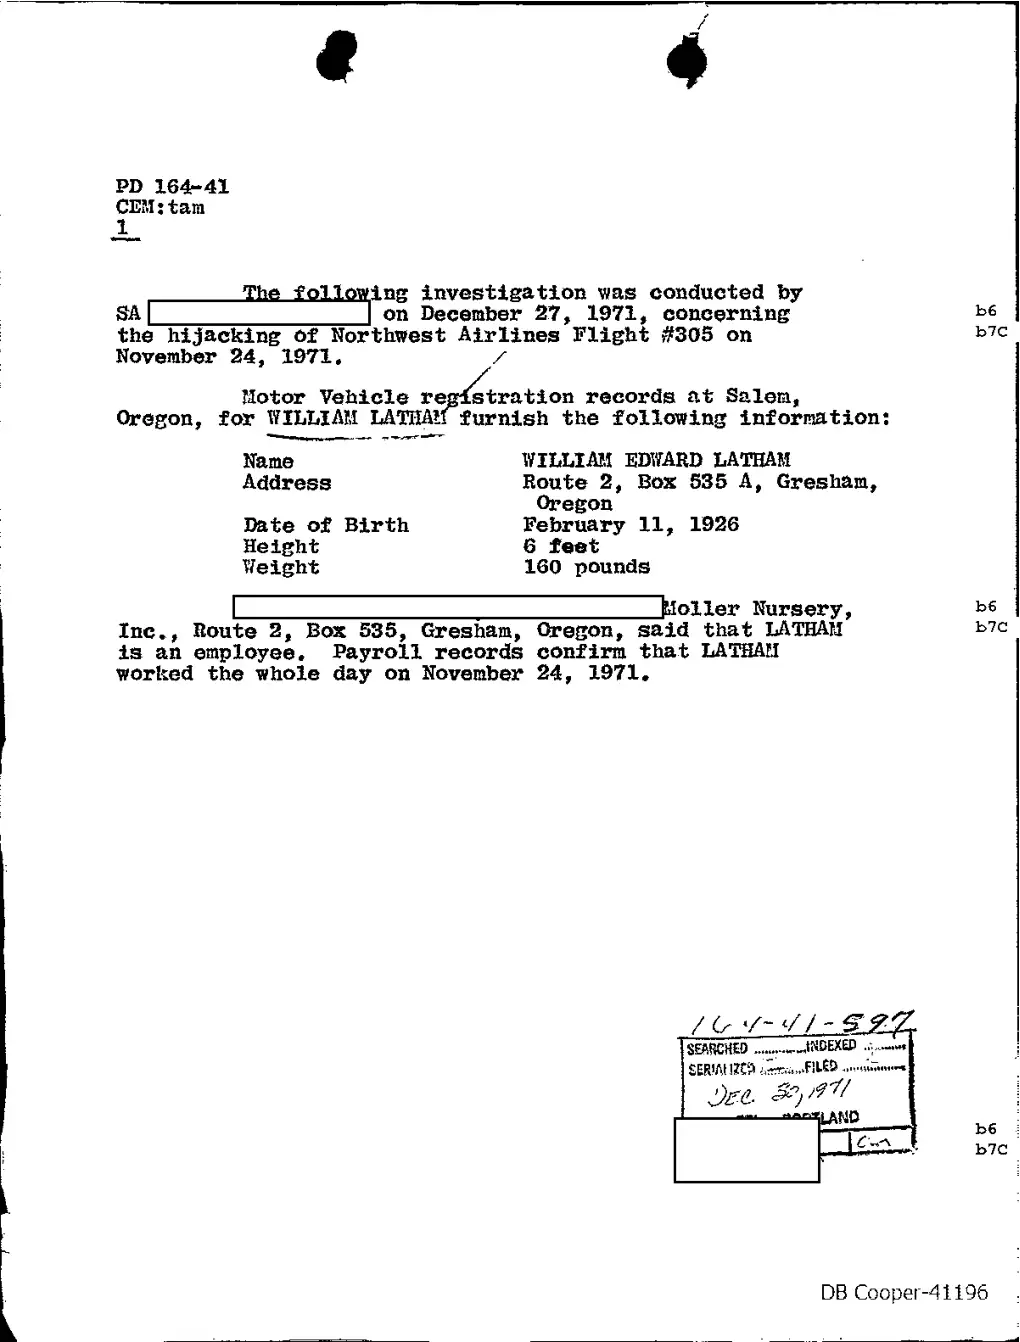 PD 164-41
CEM:tam
1
The following investigation was conducted by
SA on December 27, 1971, concerning
the hijacking of Northwest Airlines Flight #305 on
November 24, 1971.
b6
b7C
Motor Vehicle registration records at Salem,
Oregon, for WILLIAM LATHAM furnish the following information:
Name WILLIAM EDWARD LATHAM
Address Route 2, Box 535 A, Gresham,
Oregon
Date of Birth February 11, 1926
Height 6 feet
Weight 160 pounds
Moller Nursery,
Inc., Route 2, Box 535, Gresham, Oregon, said that LATHAM
is an employee. Payroll records confirm that LATHAM
worked the whole day on November 24, 1971.
b6
b7C
164-41-597
SEARCHED INDEXED
SERIALIZED FILED
DEC. 30, 1971
PORTLAND
b6
b7C
DB Cooper-41196